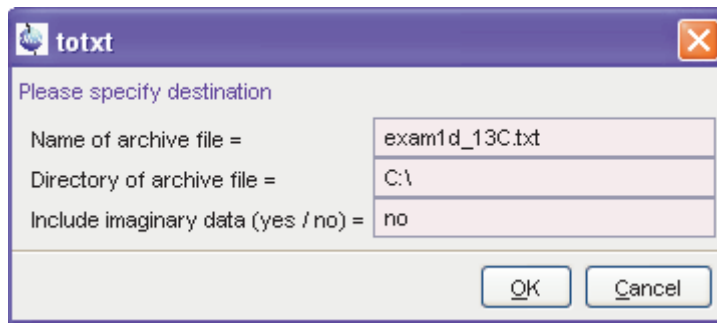 totxt
Please specify destination
Name of archive file = exam1d_13C.txt
Directory of archive file = C:\
Include imaginary data (yes / no) = no
OK Cancel